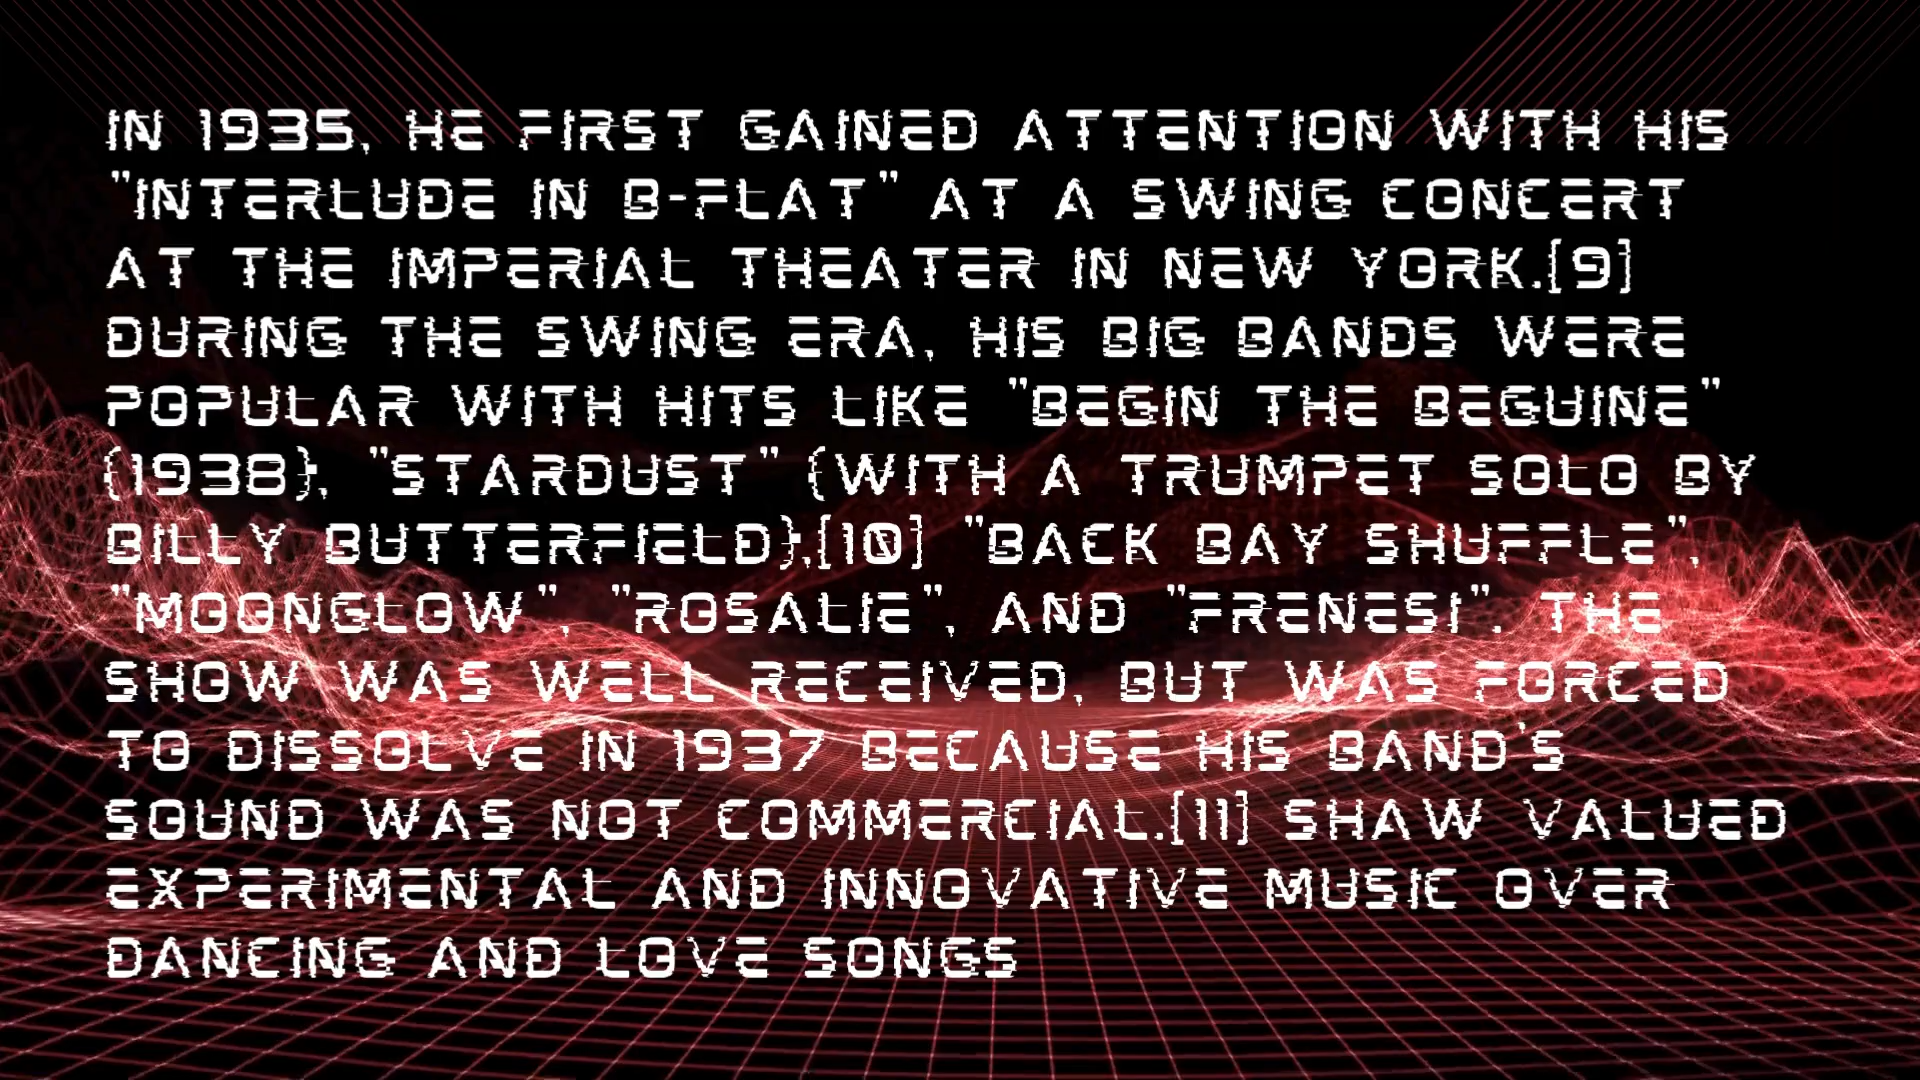 IN 1935, HE FIRST GAINED ATTENTION WITH HIS
"INTERLUDE IN B-FLAT" AT A SWING CONCERT
AT THE IMPERIAL THEATER IN NEW YORK.[9]
DURING THE SWING ERA, HIS BIG BANDS WERE
POPULAR WITH HITS LIKE "BEGIN THE BEGUINE"
(1938), "STARDUST" (WITH A TRUMPET SOLO BY
BILLY BUTTERFIELD),[10] "BACK BAY SHUFFLE",
"MOONGLOW", "ROSALIE", AND "FRENESI". THE
SHOW WAS WELL RECEIVED, BUT WAS FORCED
TO DISSOLVE IN 1937 BECAUSE HIS BAND'S
SOUND WAS NOT COMMERCIAL.[11] SHAW VALUED
EXPERIMENTAL AND INNOVATIVE MUSIC OVER
DANCING AND LOVE SONGS